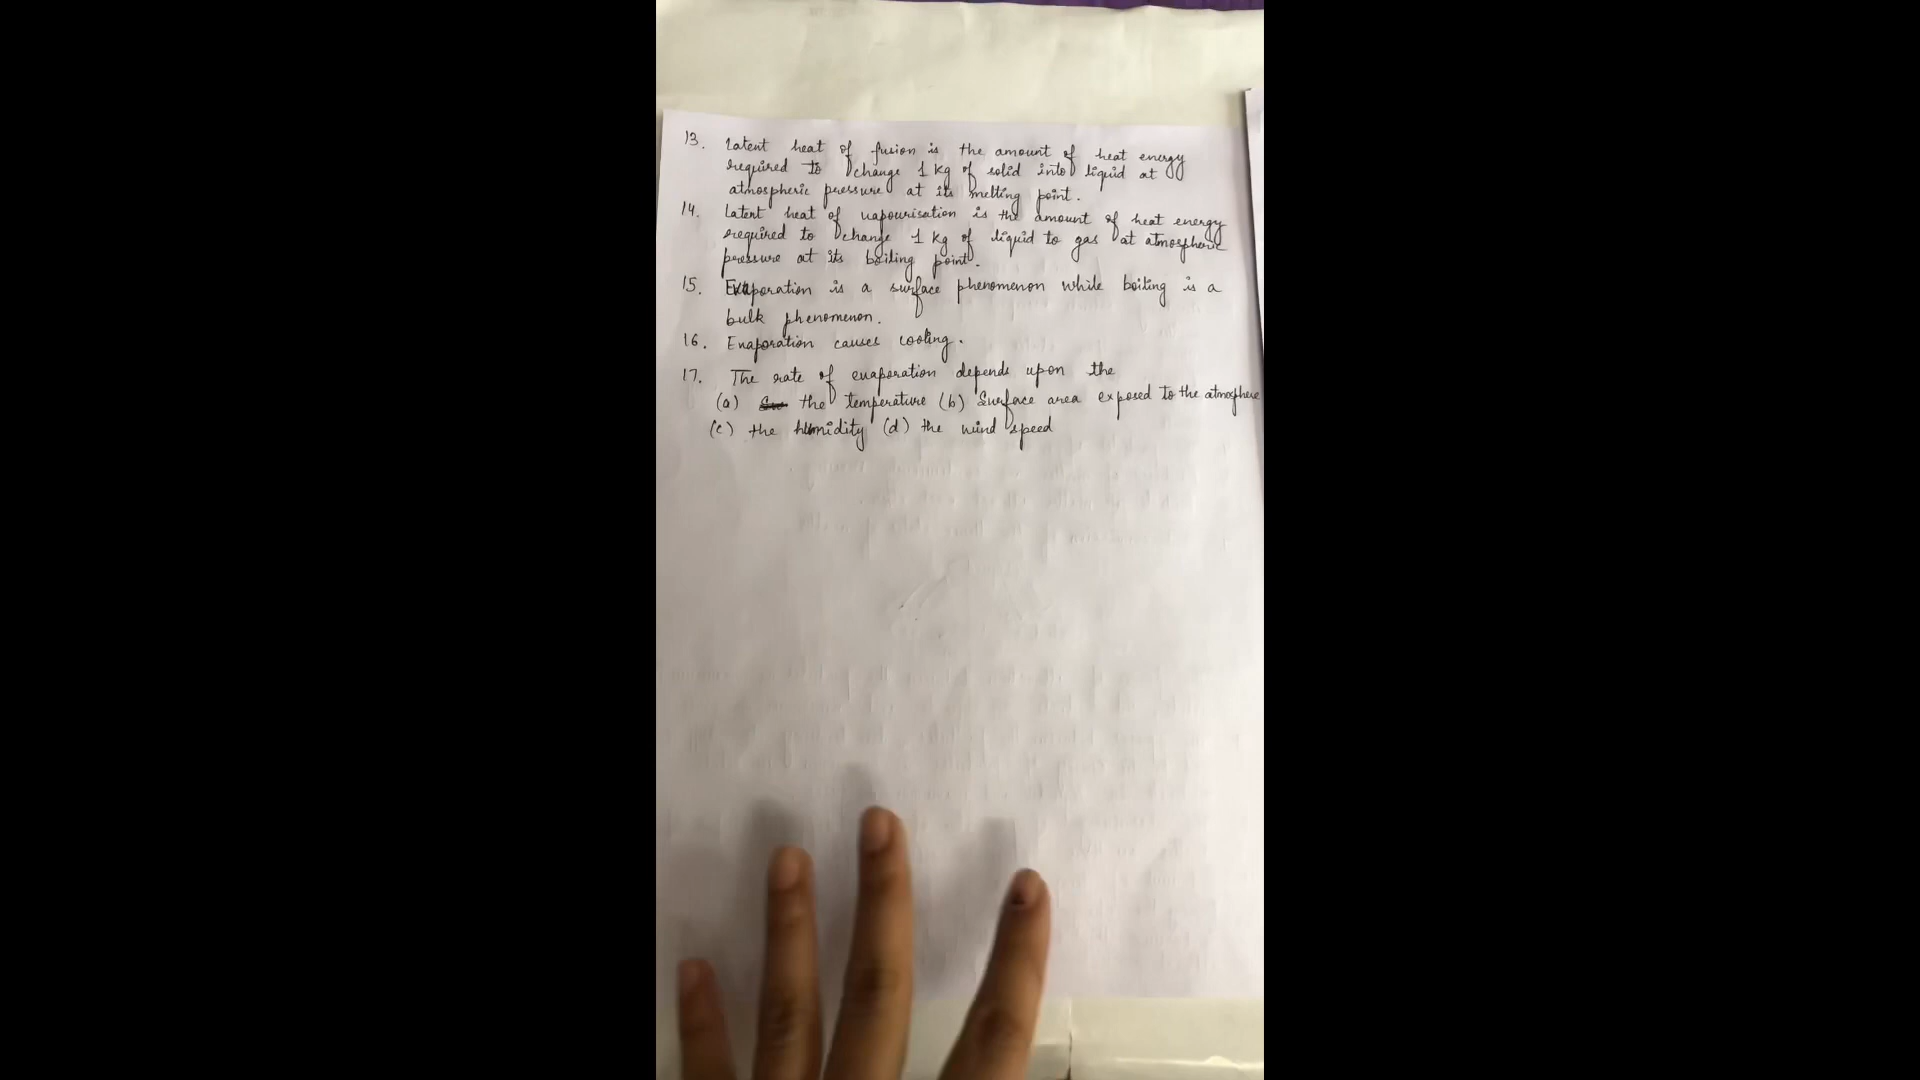 13. Latent heat of fusion is the amount of heat energy
required to change 1 kg of solid into liquid at
atmospheric pressure at its melting point.
14. Latent heat of vapourisation is the amount of heat energy
required to change 1 kg of liquid to gas at atmospheric
pressure at its boiling point.
15. Evaporation is a surface phenomenon while boiling is a
bulk phenomenon.
16. Evaporation causes cooling.
17. The rate of evaporation depends upon the
(a) the temperature (b) Surface area exposed to the atmosphere
(c) the humidity (d) the wind speed